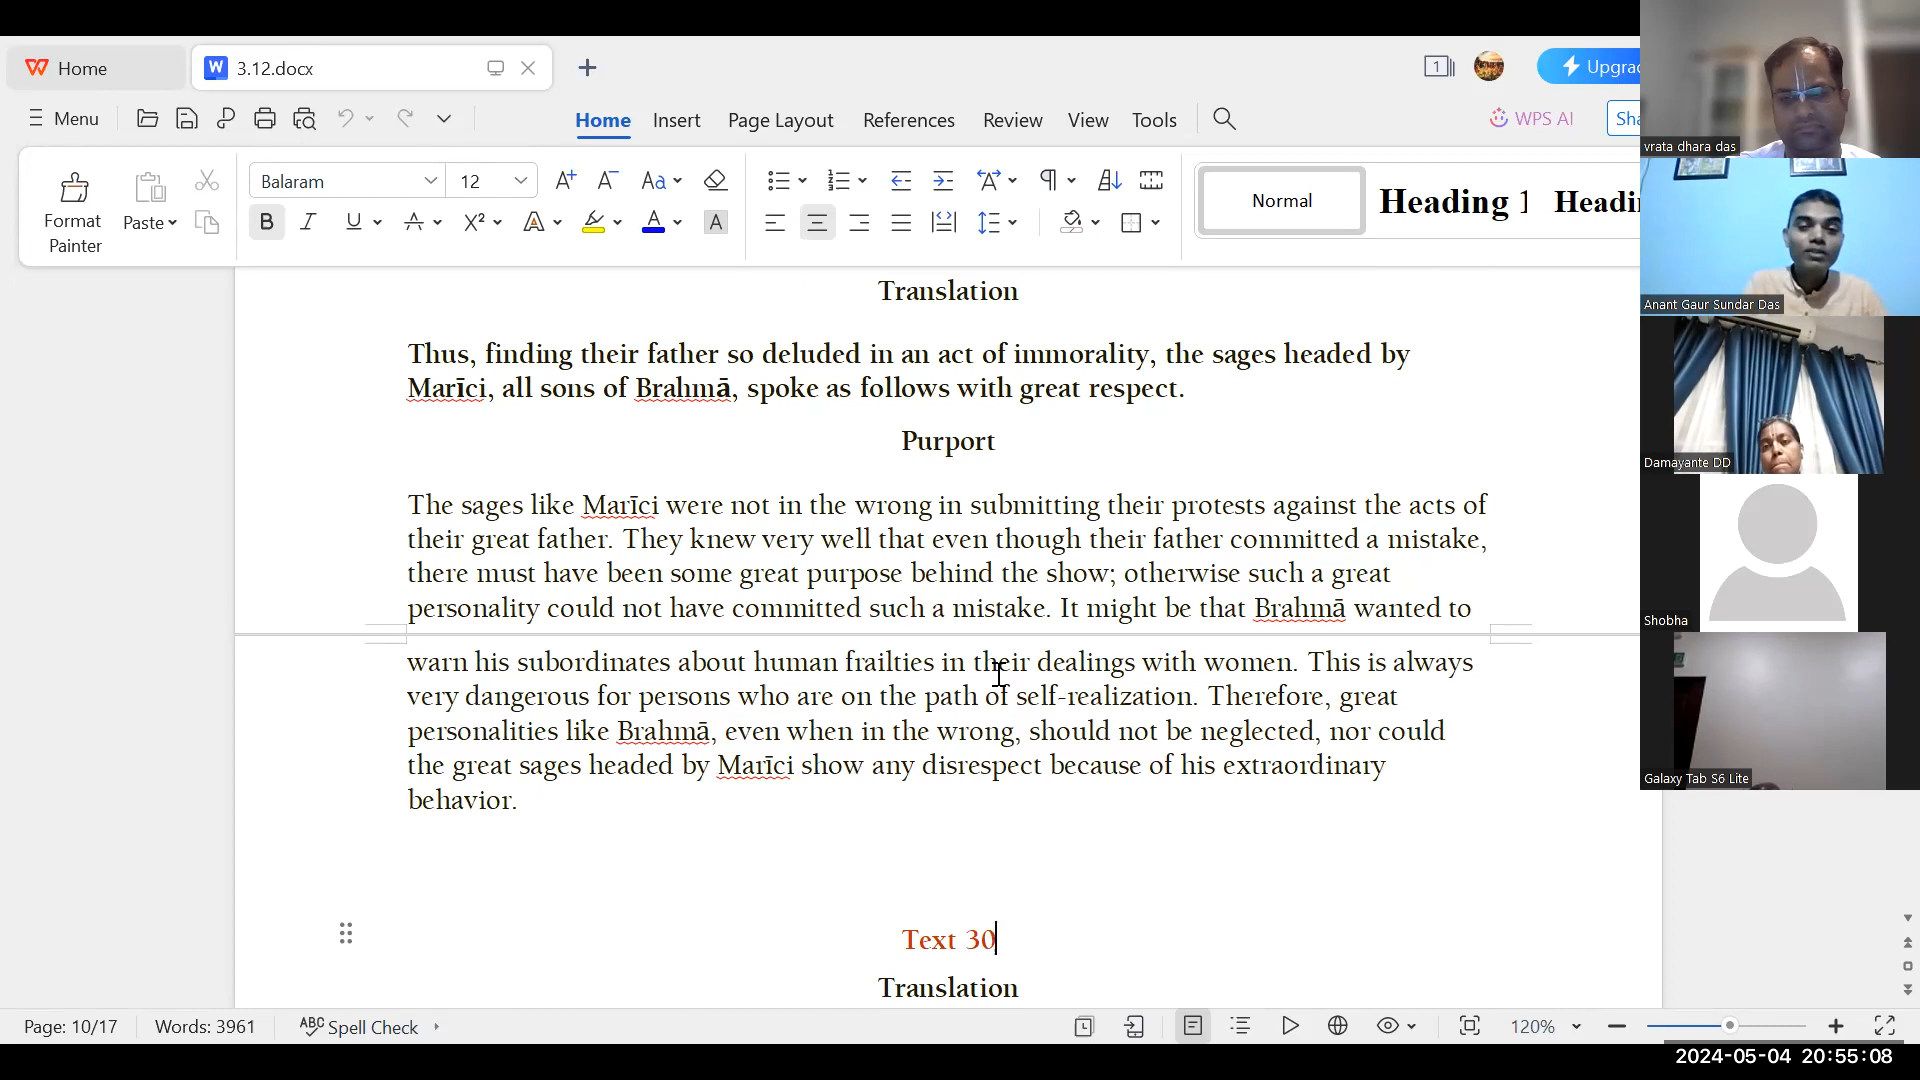 Home
3.12.docx
1
Upgra
Menu
Home Insert Page Layout References Review View Tools
WPS AI
Sha
Format Painter
Paste
Balaram
12
Normal
Heading 1
Headi
Translation
Thus, finding their father so deluded in an act of immorality, the sages headed by
Marīci, all sons of Brahmā, spoke as follows with great respect.
Purport
The sages like Marīci were not in the wrong in submitting their protests against the acts of
their great father. They knew very well that even though their father committed a mistake,
there must have been some great purpose behind the show; otherwise such a great
personality could not have committed such a mistake. It might be that Brahmā wanted to
warn his subordinates about human frailties in their dealings with women. This is always
very dangerous for persons who are on the path of self-realization. Therefore, great
personalities like Brahmā, even when in the wrong, should not be neglected, nor could
the great sages headed by Marīci show any disrespect because of his extraordinary
behavior.
Text 30
Translation
Page: 10/17
Words: 3961
Spell Check
120%
vrata dhara das
Anant Gaur Sundar Das
Damayante DD
Shobha
Galaxy Tab S6 Lite
2024-05-04 20:55:08